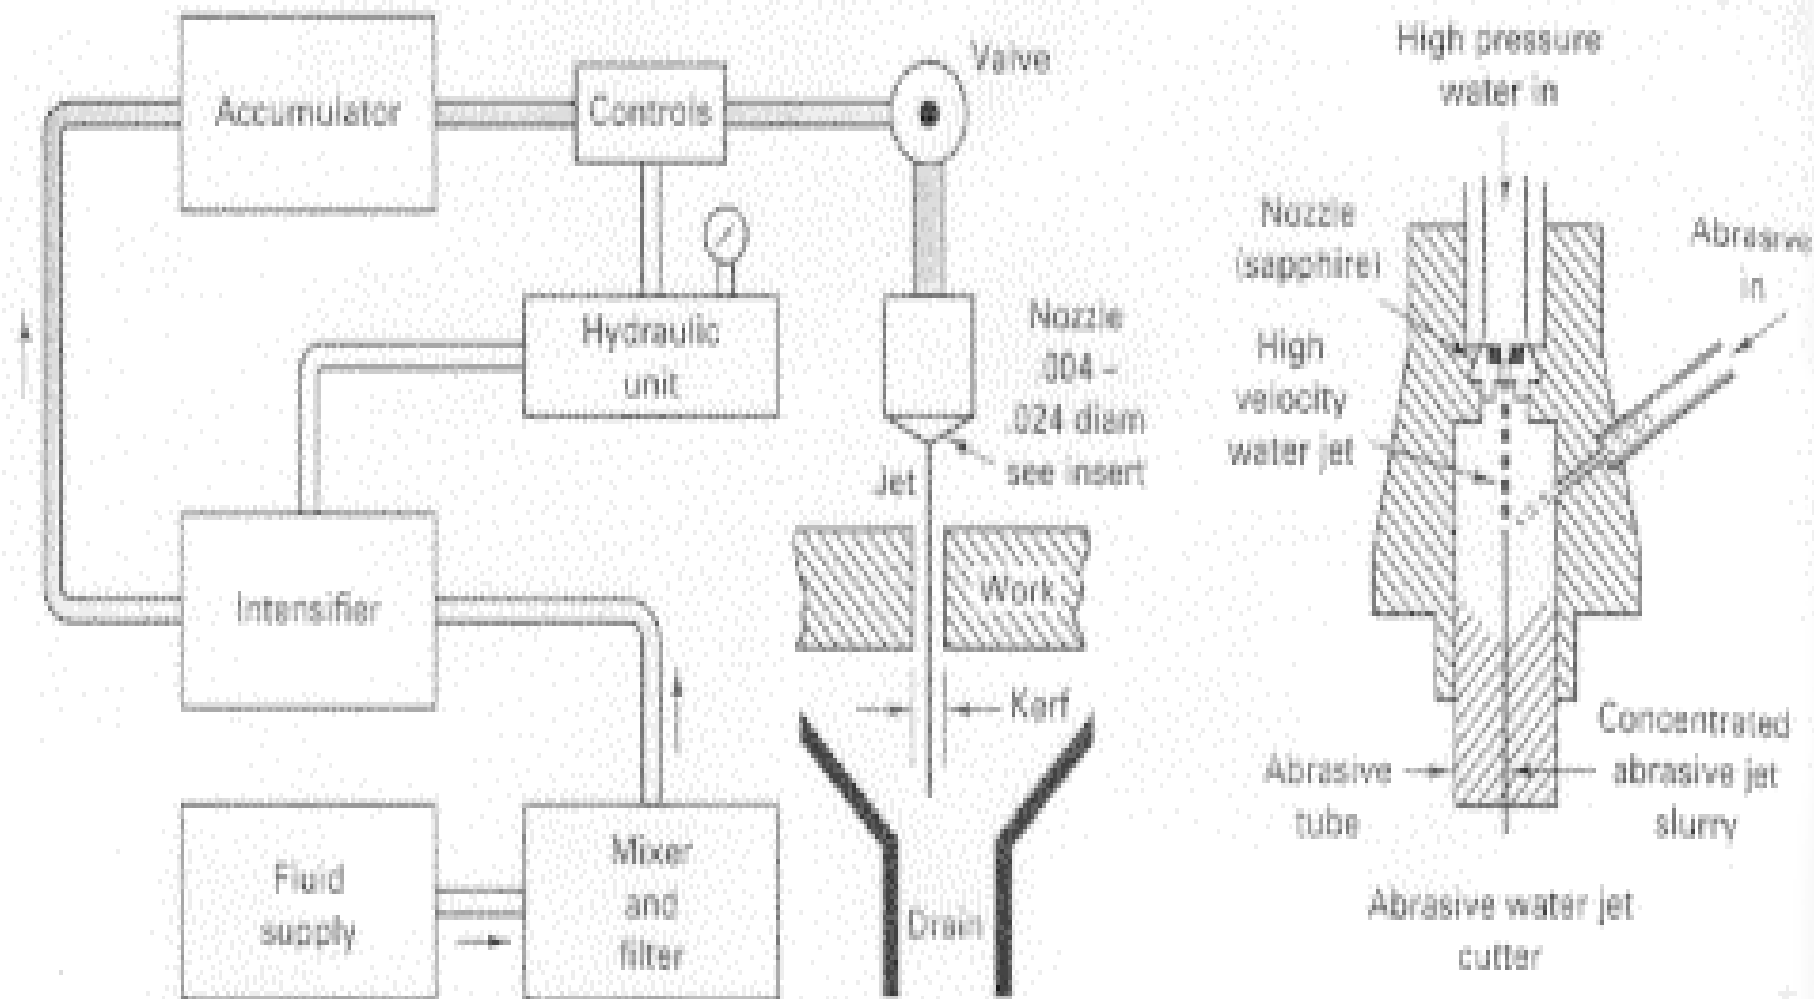 Accumulator
Controls
Valve
Hydraulic
unit
Nozzle
.004 –
.024 diam
see insert
Jet
Work
Kerf
Intensifier
Fluid
supply
Mixer
and
filter
Drain
High pressure
water in
Nozzle
(sapphire)
Abrasive
in
High
velocity
water jet
Abrasive
tube
Concentrated
abrasive jet
slurry
Abrasive water jet
cutter